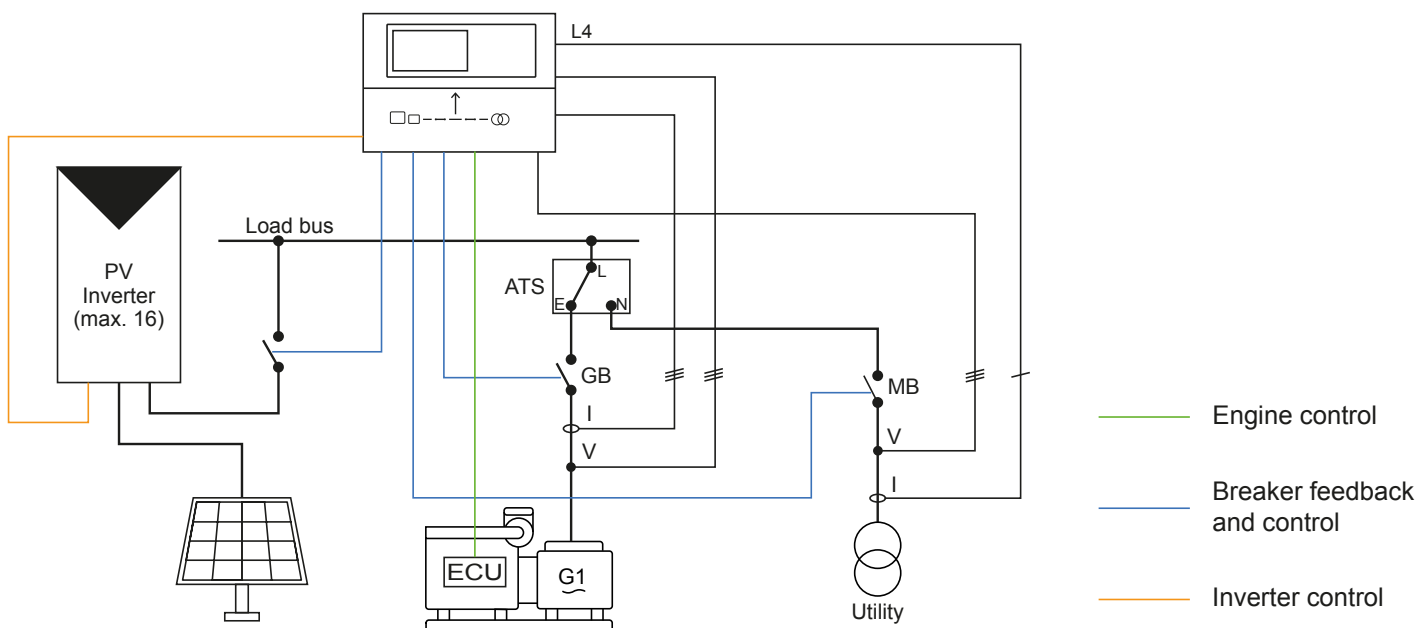 L4
Load bus
PV
Inverter
(max. 16)
ATS
L
E
N
GB
I
V
MB
V
I
ECU
G1
Utility
Engine control
Breaker feedback
and control
Inverter control